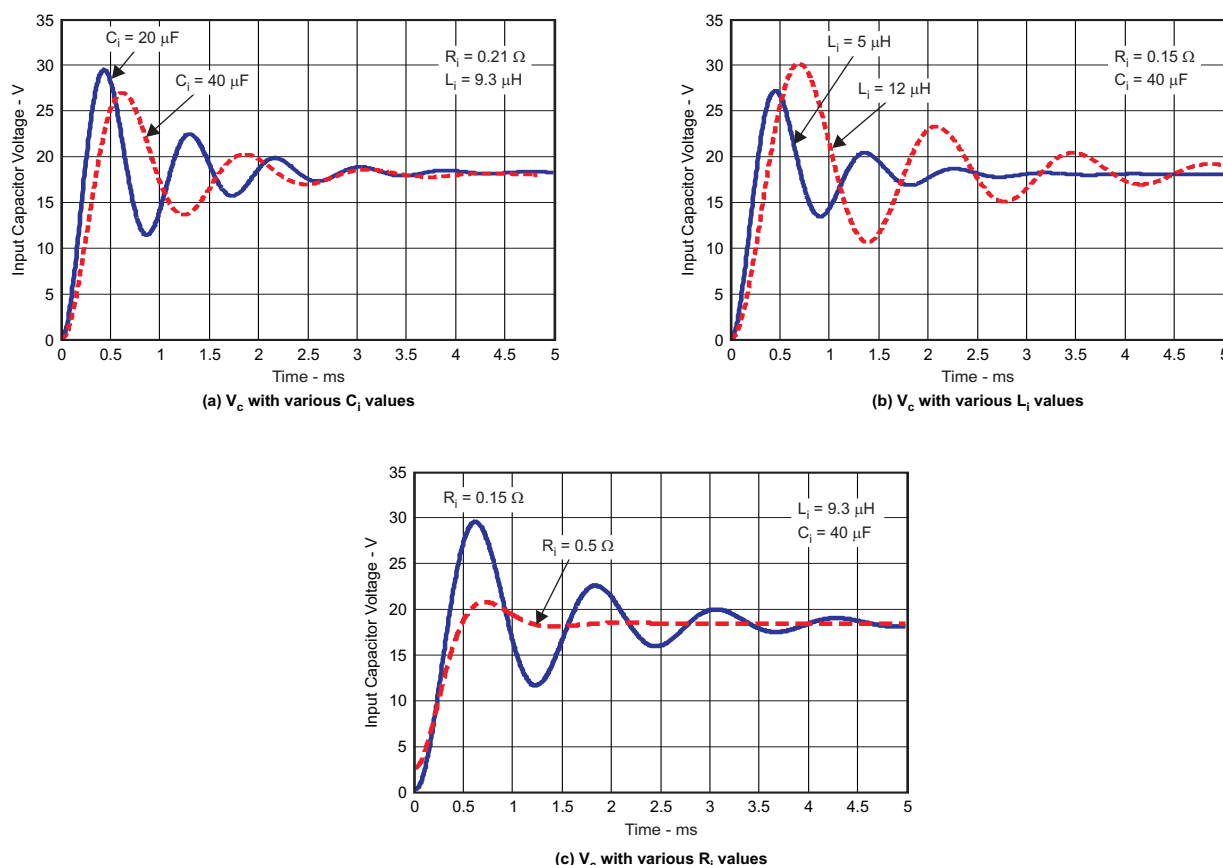 35
30
25
20
15
10
5
0
Input Capacitor Voltage - V
C_i = 20 μF
C_i = 40 μF
R_i = 0.21 Ω
L_i = 9.3 μH
0 0.5 1 1.5 2 2.5 3 3.5 4 4.5 5
Time - ms
(a) V_c with various C_i values
35
30
25
20
15
10
5
0
Input Capacitor Voltage - V
L_i = 5 μH
L_i = 12 μH
R_i = 0.15 Ω
C_i = 40 μF
0 0.5 1 1.5 2 2.5 3 3.5 4 4.5 5
Time - ms
(b) V_c with various L_i values
35
30
25
20
15
10
5
0
Input Capacitor Voltage - V
R_i = 0.15 Ω
R_i = 0.5 Ω
L_i = 9.3 μH
C_i = 40 μF
0 0.5 1 1.5 2 2.5 3 3.5 4 4.5 5
Time - ms
(c) V_c with various R_i values